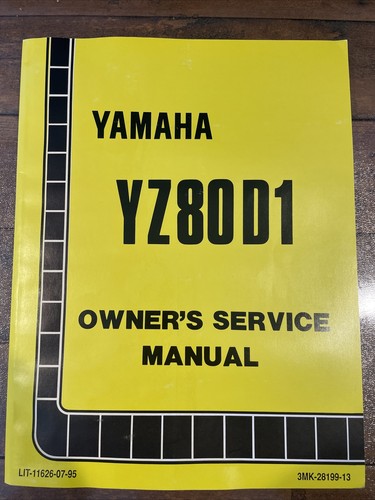 YAMAHA
YZ80D1
OWNER'S SERVICE
MANUAL
LIT-11626-07-95
3MK-28199-13